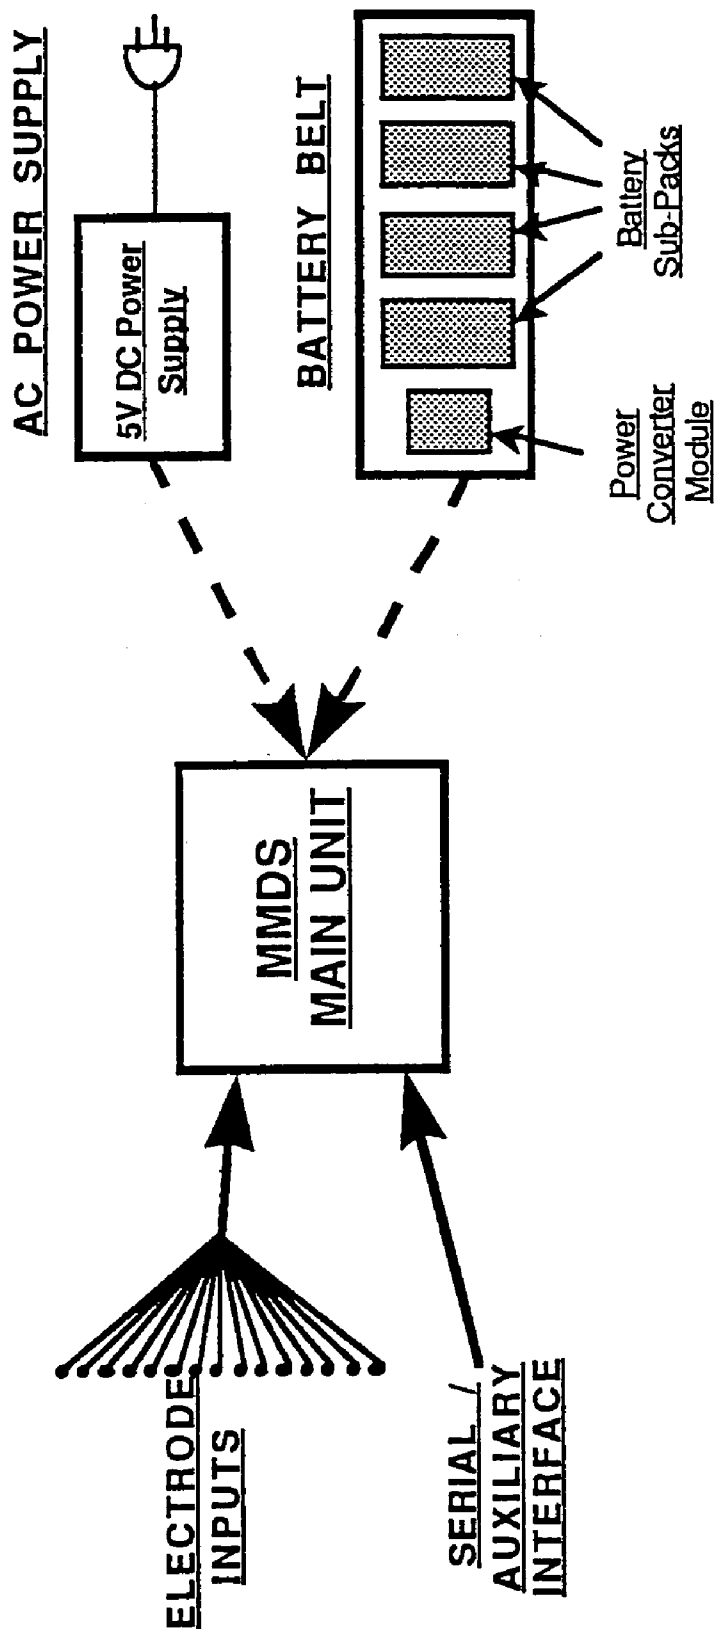 AC POWER SUPPLY
5V DC Power
Supply
BATTERY BELT
Battery
Sub-Packs
Power
Converter
Module
MMDS
MAIN UNIT
ELECTRODE
INPUTS
SERIAL /
AUXILIARY
INTERFACE